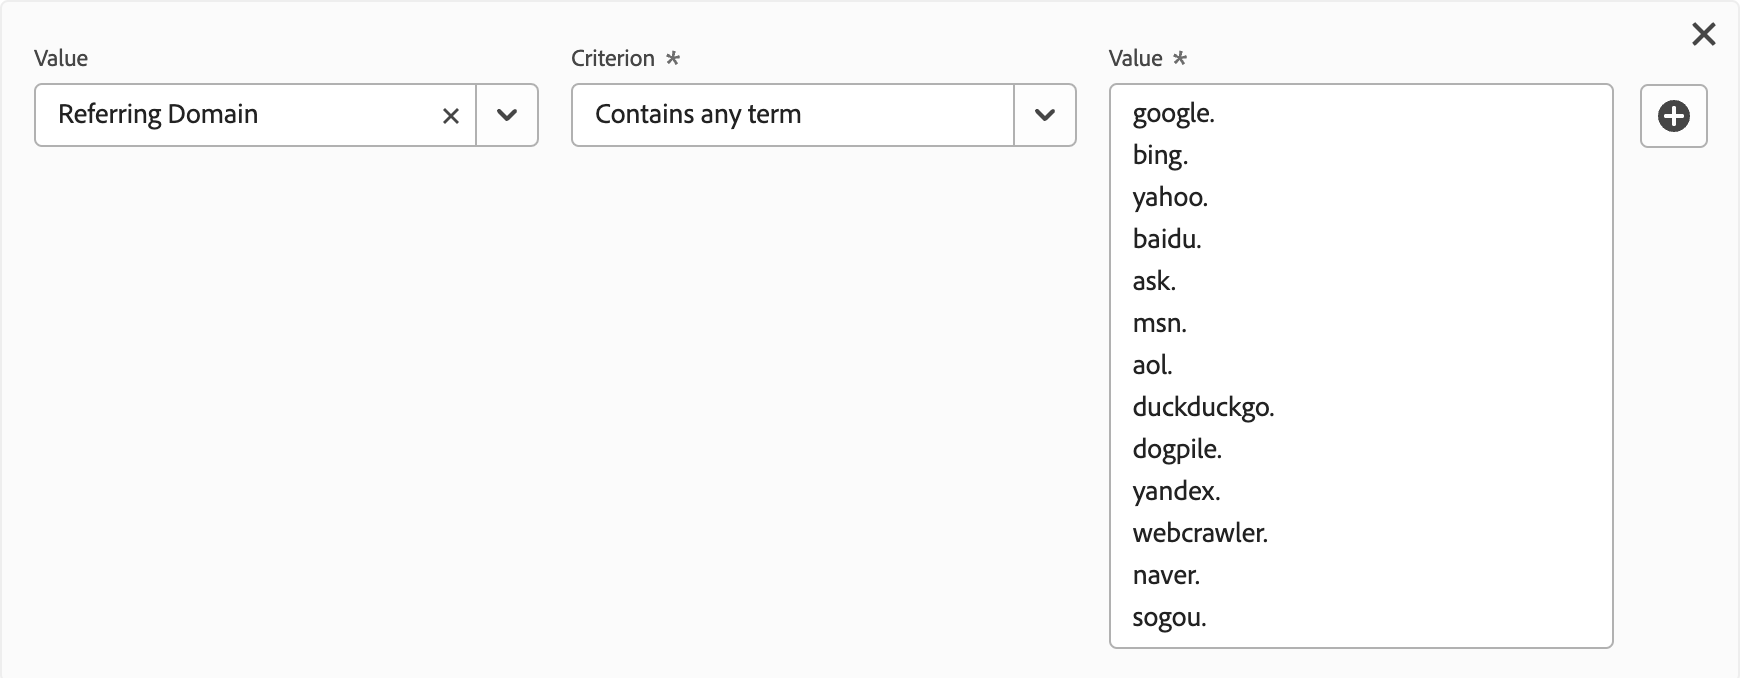 Value
Criterion *
Value *
Referring Domain
Contains any term
google.
bing.
yahoo.
baidu.
ask.
msn.
aol.
duckduckgo.
dogpile.
yandex.
webcrawler.
naver.
sogou.